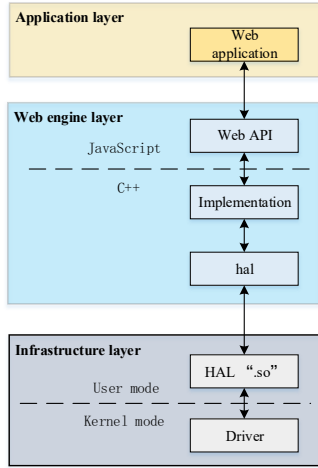 Application layer
Web
application
Web engine layer
Web API
JavaScript
C++
Implementation
hal
Infrastructure layer
HAL “.so”
User mode
Kernel mode
Driver